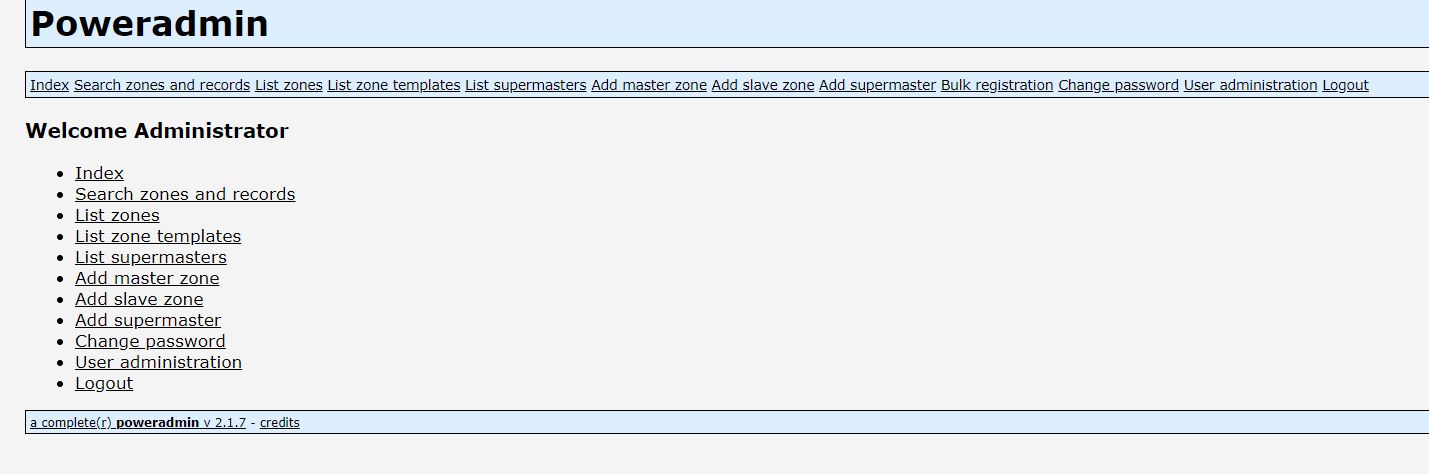 Poweradmin
Index Search zones and records List zones List zone templates List supermasters Add master zone Add slave zone Add supermaster Bulk registration Change password User administration Logout
Welcome Administrator
Index
Search zones and records
List zones
List zone templates
List supermasters
Add master zone
Add slave zone
Add supermaster
Change password
User administration
Logout
a complete(r) poweradmin v 2.1.7 - credits